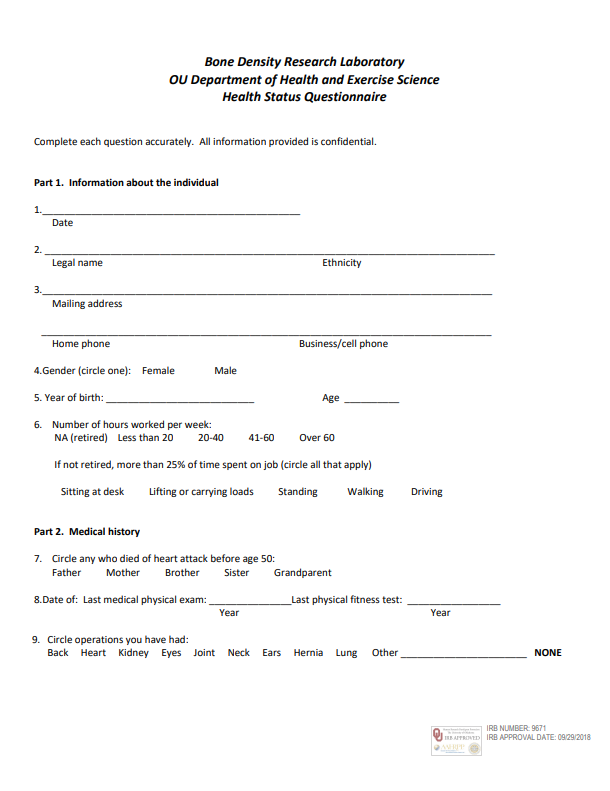 Bone Density Research Laboratory
OU Department of Health and Exercise Science
Health Status Questionnaire
Complete each question accurately.  All information provided is confidential.
Part 1.  Information about the individual
1.
Date
2.
Legal name Ethnicity
3.
Mailing address
Home phone Business/cell phone
4.Gender (circle one): Female Male
5. Year of birth: Age
6. Number of hours worked per week:
NA (retired) Less than 20 20-40 41-60 Over 60
If not retired, more than 25% of time spent on job (circle all that apply)
Sitting at desk Lifting or carrying loads Standing Walking Driving
Part 2.  Medical history
7. Circle any who died of heart attack before age 50:
Father Mother Brother Sister Grandparent
8.Date of:  Last medical physical exam: Last physical fitness test:
Year Year
9. Circle operations you have had:
Back Heart Kidney Eyes Joint Neck Ears Hernia Lung Other NONE
IRB NUMBER: 9671
IRB APPROVED
IRB APPROVAL DATE: 09/29/2018